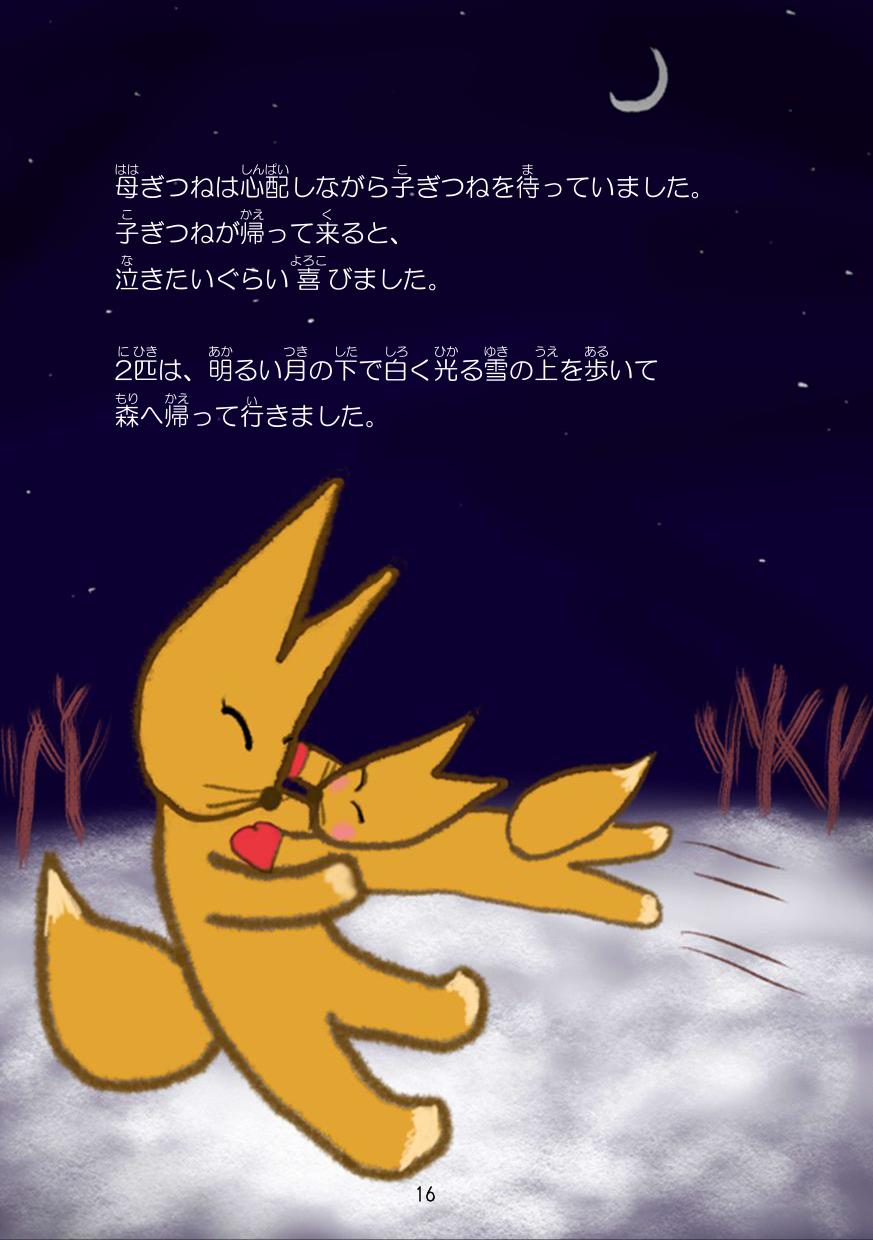 母ぎつねは心配しながら子ぎつねを待っていました。
子ぎつねが帰って来ると、
泣きたいぐらい喜びました。
2匹は、明るい月の下で白く光る雪の上を歩いて
森へ帰って行きました。
16